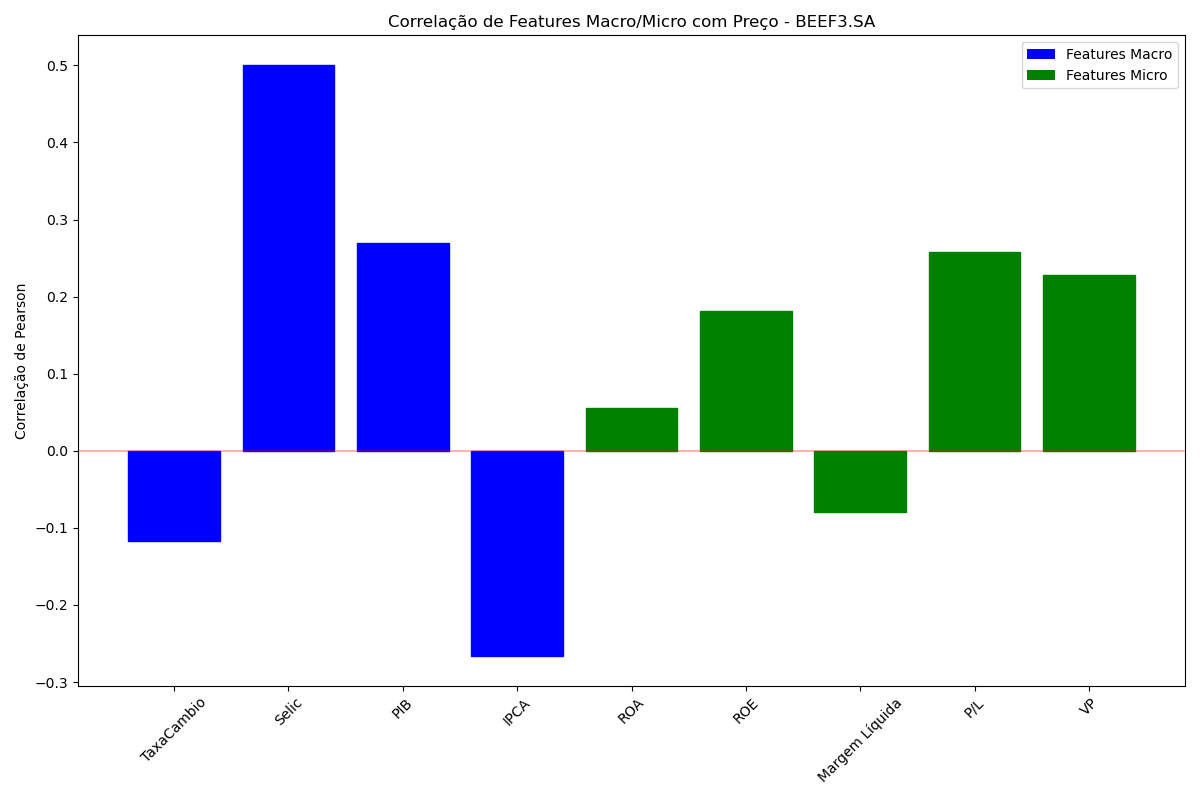 Correlação de Features Macro/Micro com Preço - BEEF3.SA
Features Macro
Features Micro
Correlação de Pearson
0.5
0.4
0.3
0.2
0.1
0.0
−0.1
−0.2
−0.3
TaxaCambio
Selic
PIB
IPCA
ROA
ROE
Margem Líquida
P/L
VP